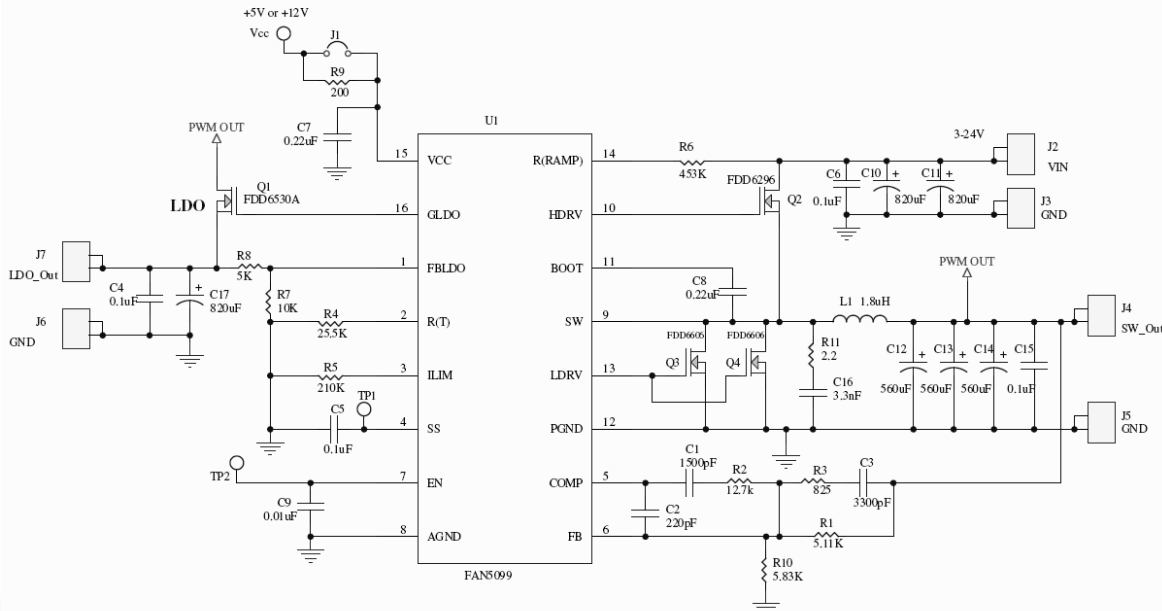 +5V or +12V
Vcc
J1
R9
200
C7
0.22uF
U1
PWM OUT
Q1
FDD6530A
LDO
15
VCC
16
GLDO
J7
LDO_Out
R8
5K
1
FBLDO
C4
0.1uF
C17
+
820uF
R7
10K
J6
GND
R4
25.5K
2
R(T)
R5
210K
3
ILIM
TP1
C5
0.1uF
4
SS
TP2
7
EN
C9
0.01uF
8
AGND
FAN5099
R(RAMP)
14
R6
453K
3-24V
J2
VIN
FDD6296
Q2
HDRV
10
C6
0.1uF
C10
+
820uF
C11
+
820uF
J3
GND
BOOT
11
C8
0.22uF
PWM OUT
SW
9
L1 1.8uH
J4
SW_Out
FDD6605
Q3
FDD6606
Q4
LDRV
13
R11
2.2
C16
3.3nF
C12
+
560uF
C13
+
560uF
C14
+
560uF
C15
0.1uF
PGND
12
J5
GND
COMP
5
C1
1500pF
R2
12.7k
R3
825
C3
3300pF
C2
220pF
FB
6
R1
5.11K
R10
5.83K